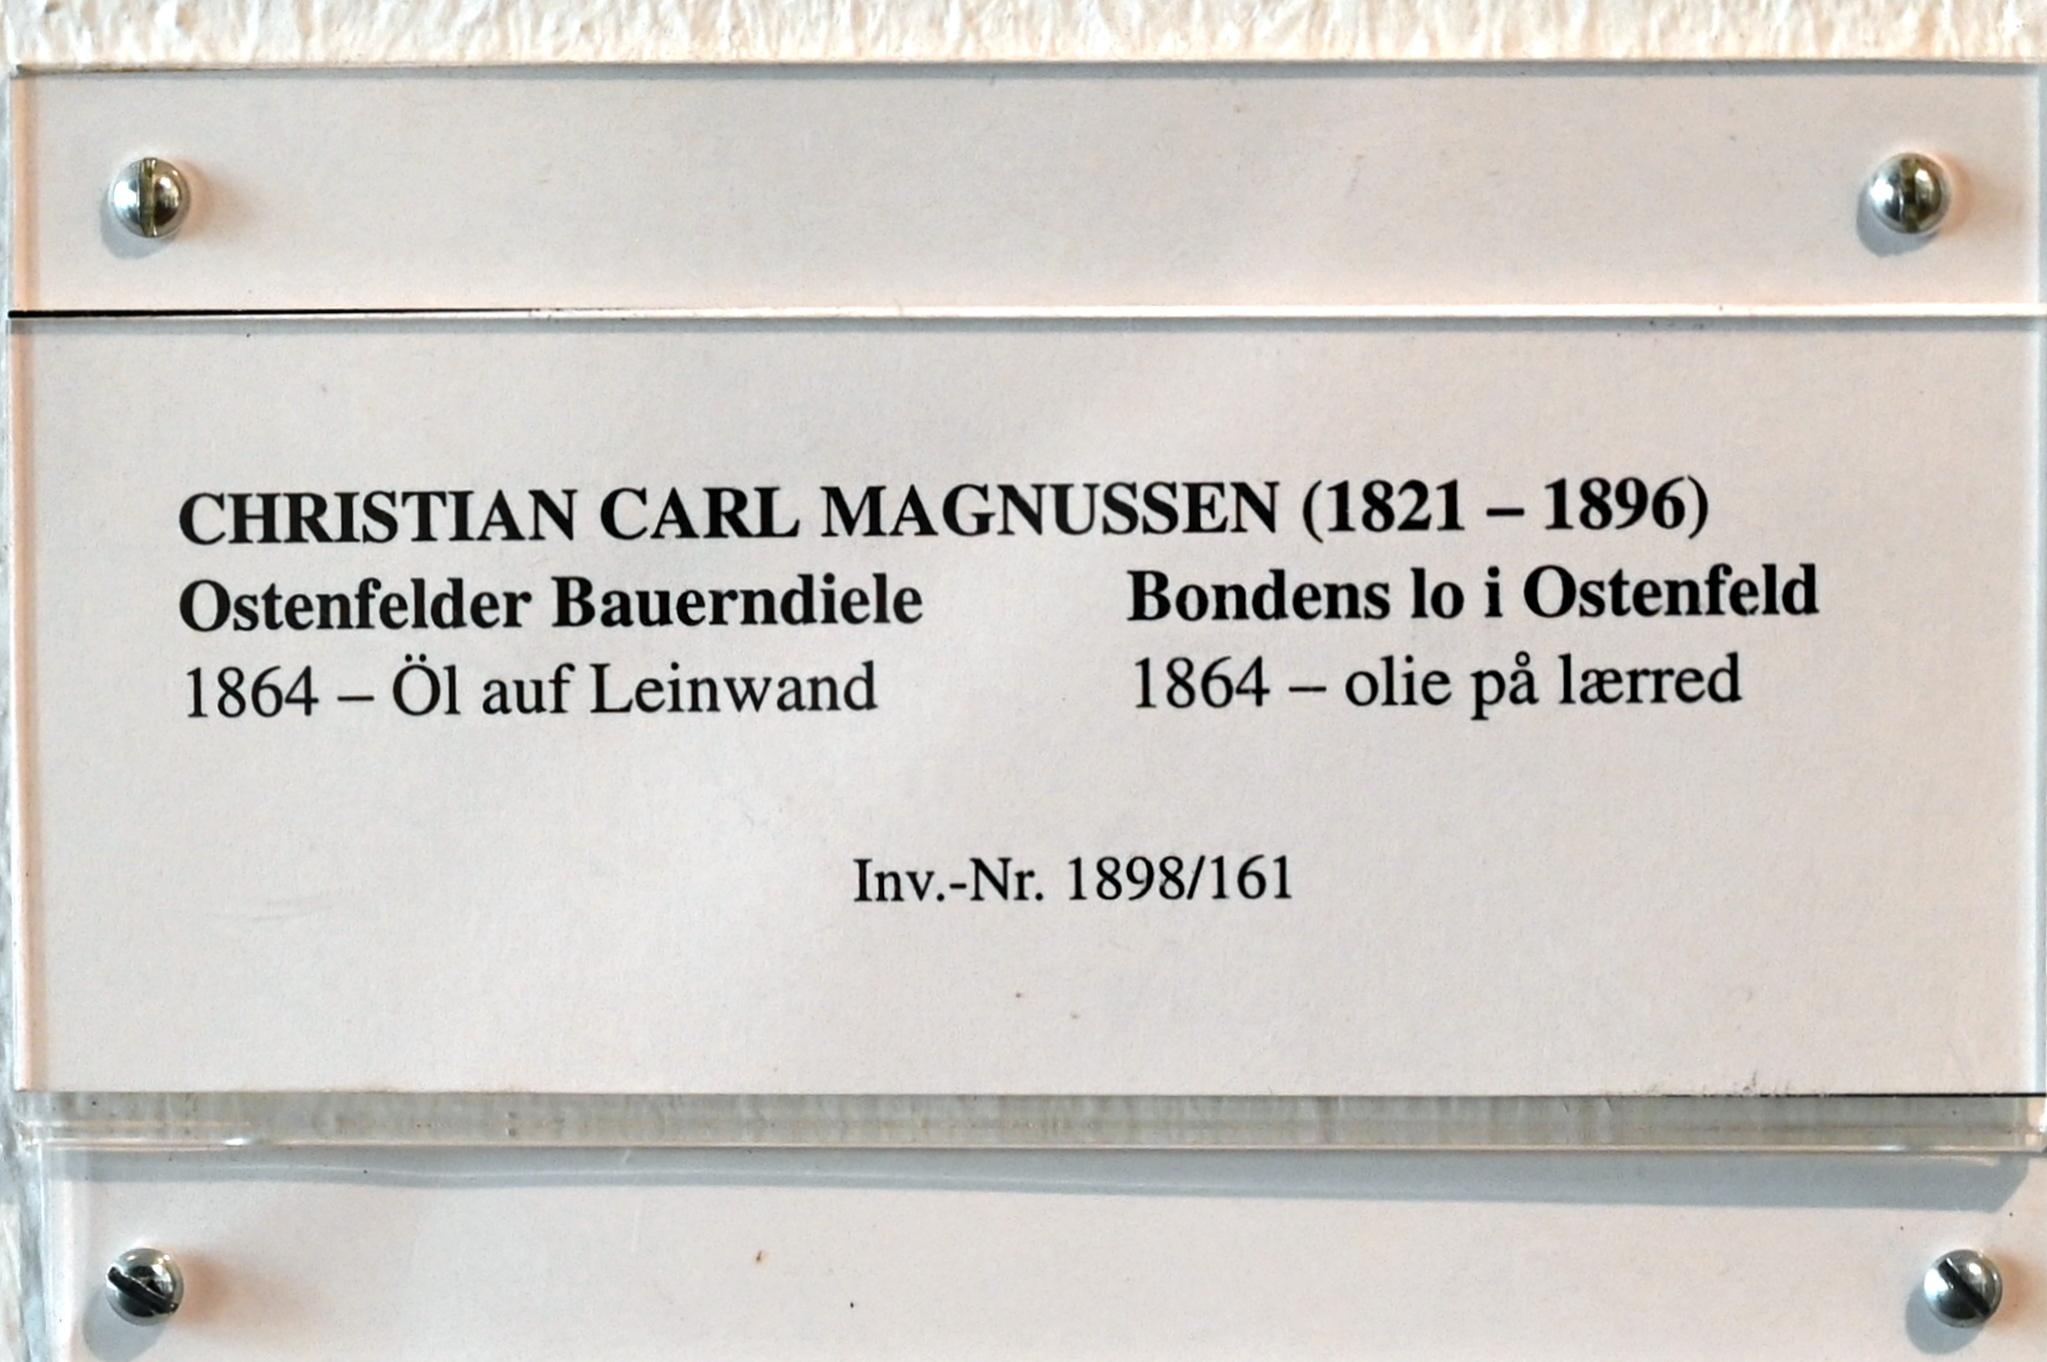 CHRISTIAN CARL MAGNUSSEN (1821 – 1896)
Ostenfelder Bauerndiele Bondens lo i Ostenfeld
1864 – Öl auf Leinwand 1864 – olie på lærred
Inv.-Nr. 1898/161